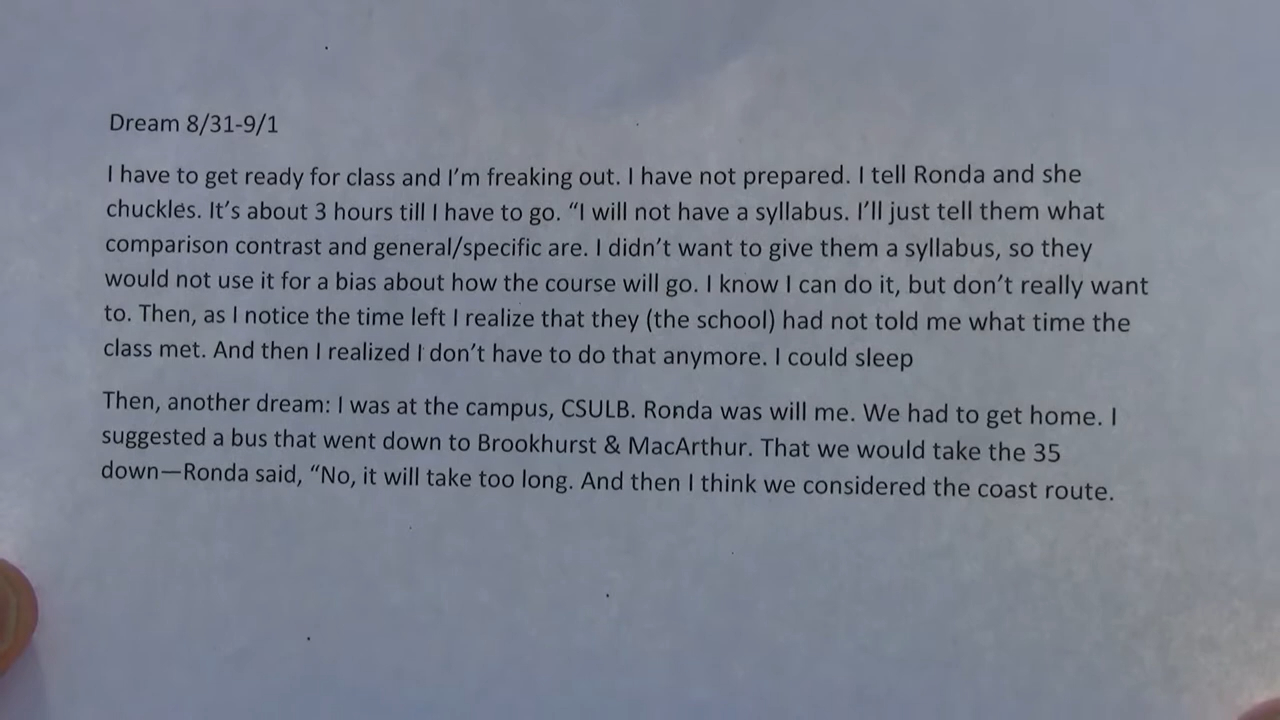 Dream 8/31-9/1
I have to get ready for class and I’m freaking out. I have not prepared. I tell Ronda and she
chuckles. It’s about 3 hours till I have to go. “I will not have a syllabus. I’ll just tell them what
comparison contrast and general/specific are. I didn’t want to give them a syllabus, so they
would not use it for a bias about how the course will go. I know I can do it, but don’t really want
to. Then, as I notice the time left I realize that they (the school) had not told me what time the
class met. And then I realized I don’t have to do that anymore. I could sleep
Then, another dream: I was at the campus, CSULB. Ronda was will me. We had to get home. I
suggested a bus that went down to Brookhurst & MacArthur. That we would take the 35
down—Ronda said, “No, it will take too long. And then I think we considered the coast route.